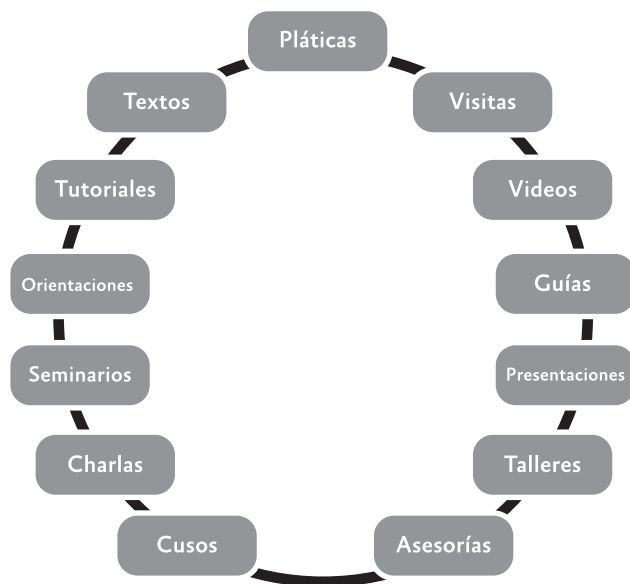 Pláticas
Textos
Visitas
Tutoriales
Videos
Orientaciones
Guías
Seminarios
Presentaciones
Charlas
Talleres
Cusos
Asesorías